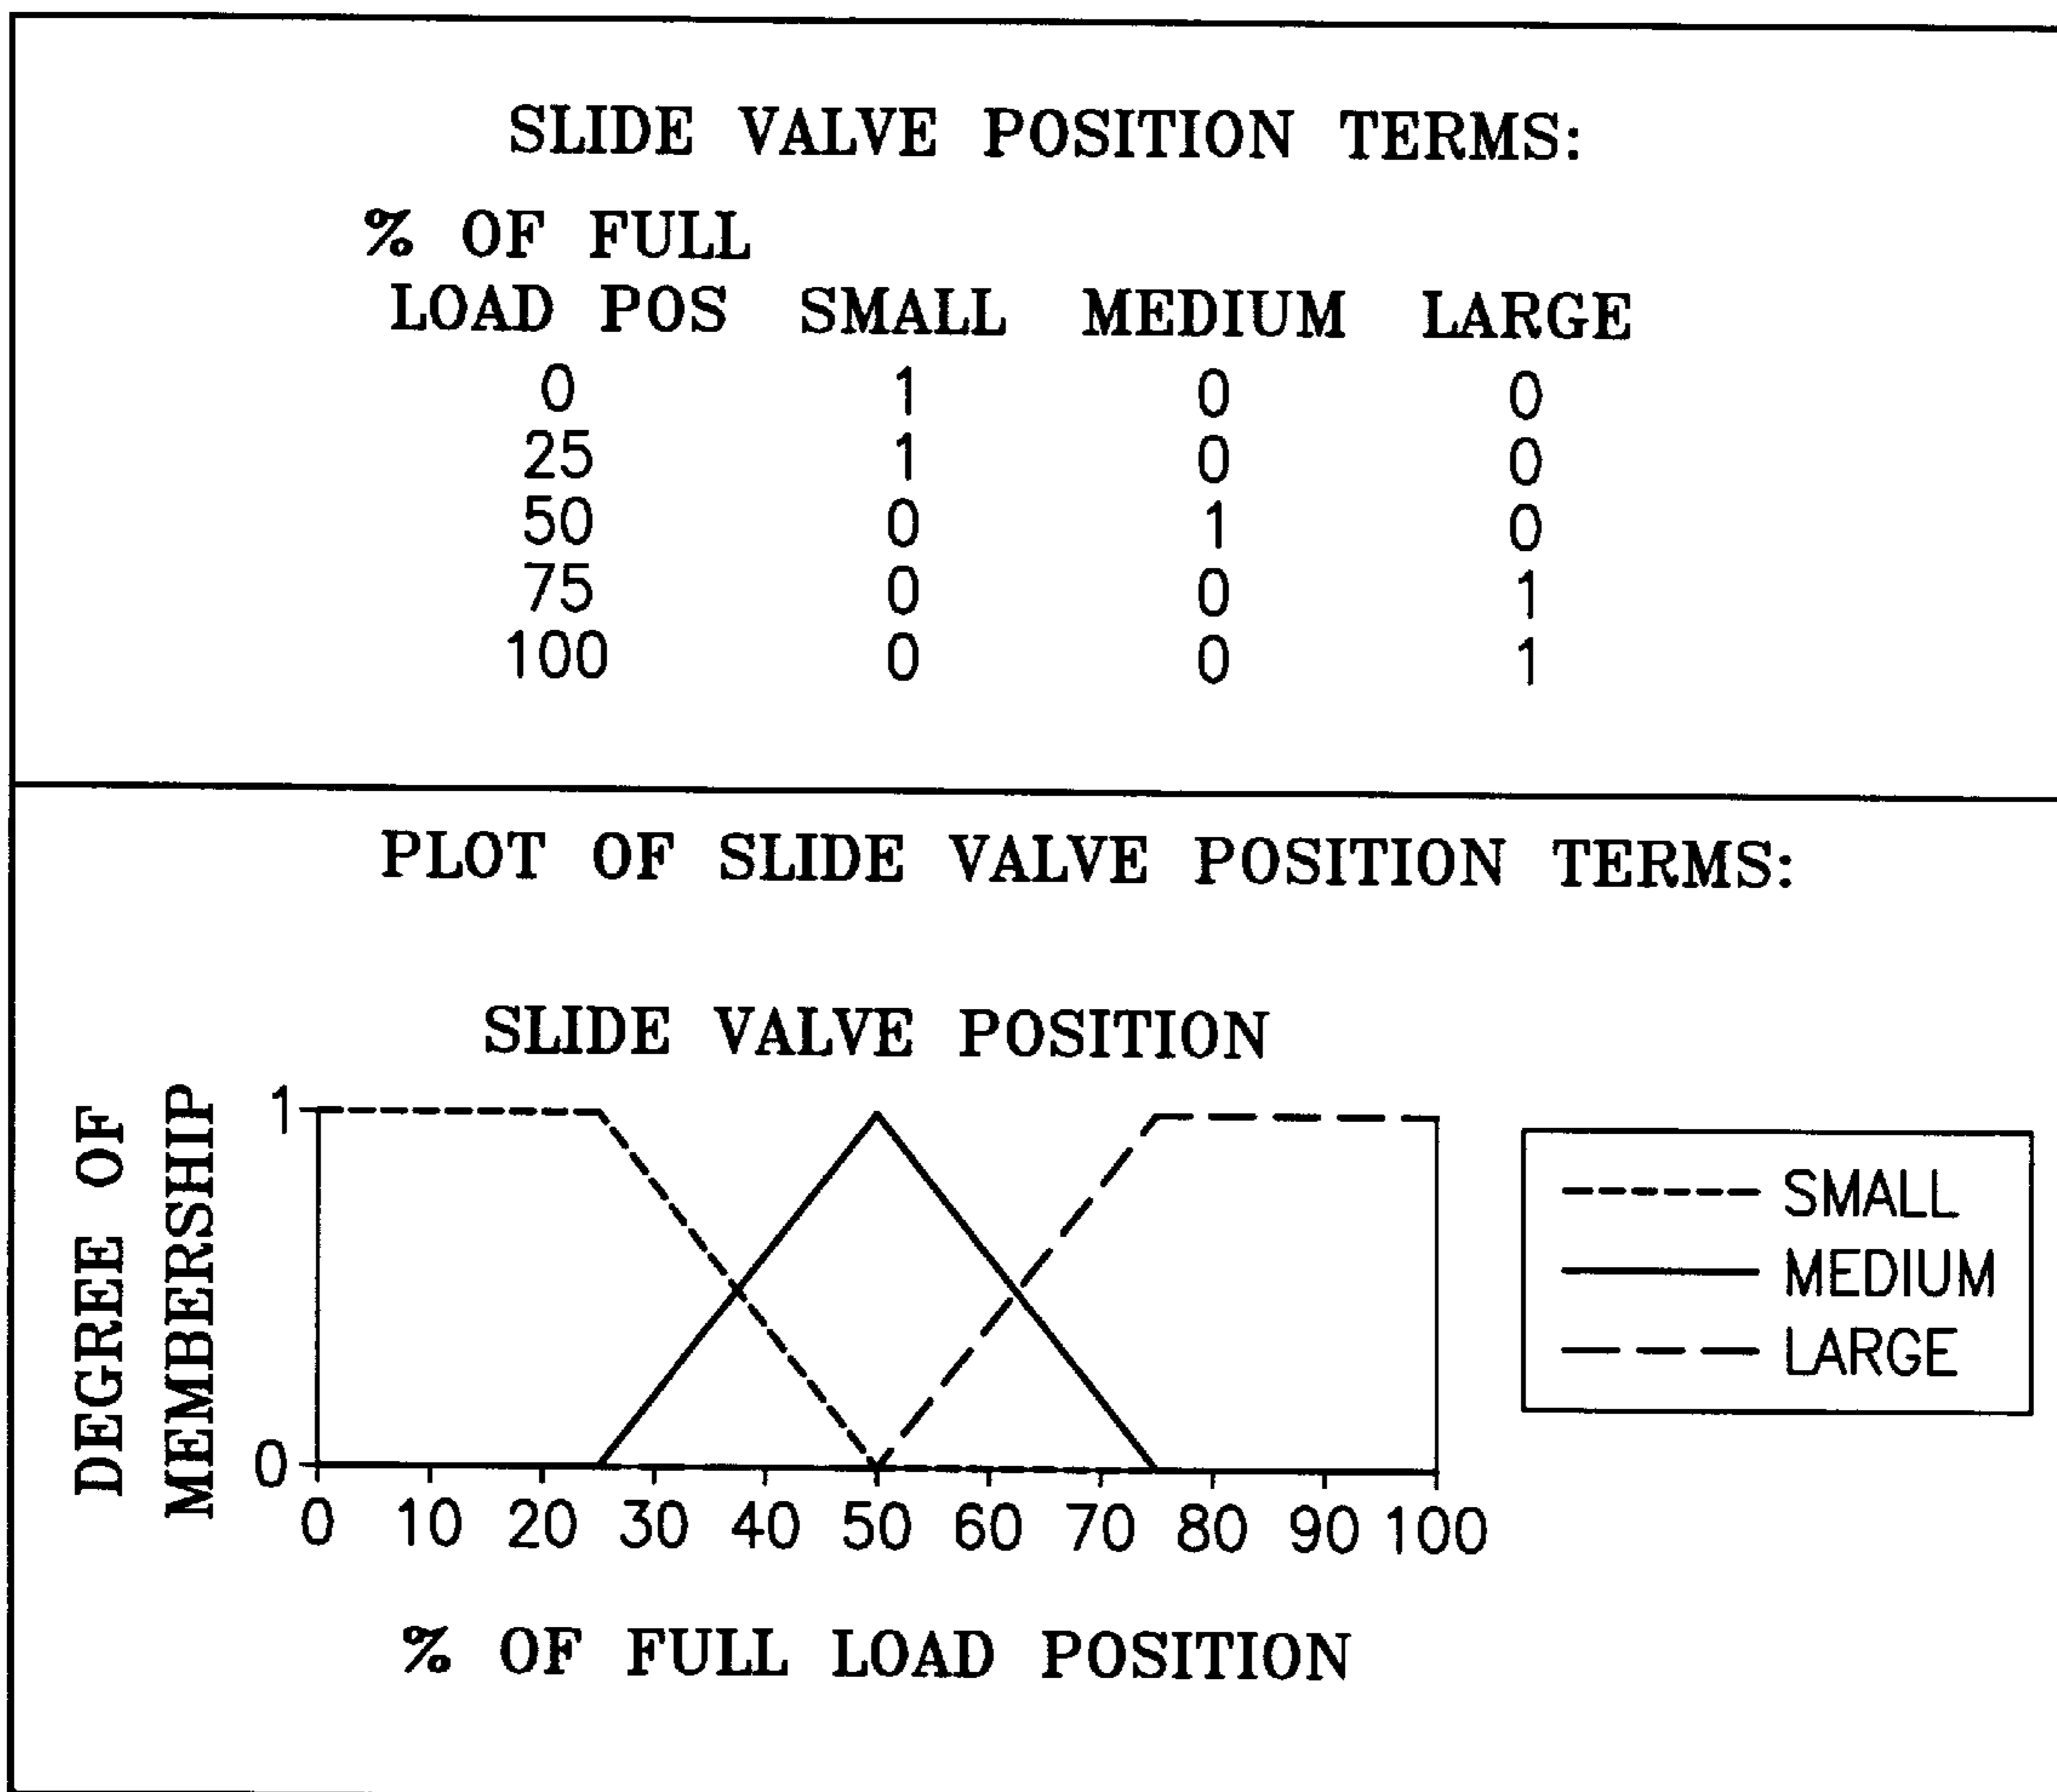 SLIDE VALVE POSITION TERMS:
% OF FULL
LOAD POS SMALL MEDIUM LARGE
0 1 0 0
25 1 0 0
50 0 1 0
75 0 0 1
100 0 0 1
PLOT OF SLIDE VALVE POSITION TERMS:
SLIDE VALVE POSITION
DEGREE OF
MEMBERSHIP
1
0
0 10 20 30 40 50 60 70 80 90 100
% OF FULL LOAD POSITION
SMALL
MEDIUM
LARGE